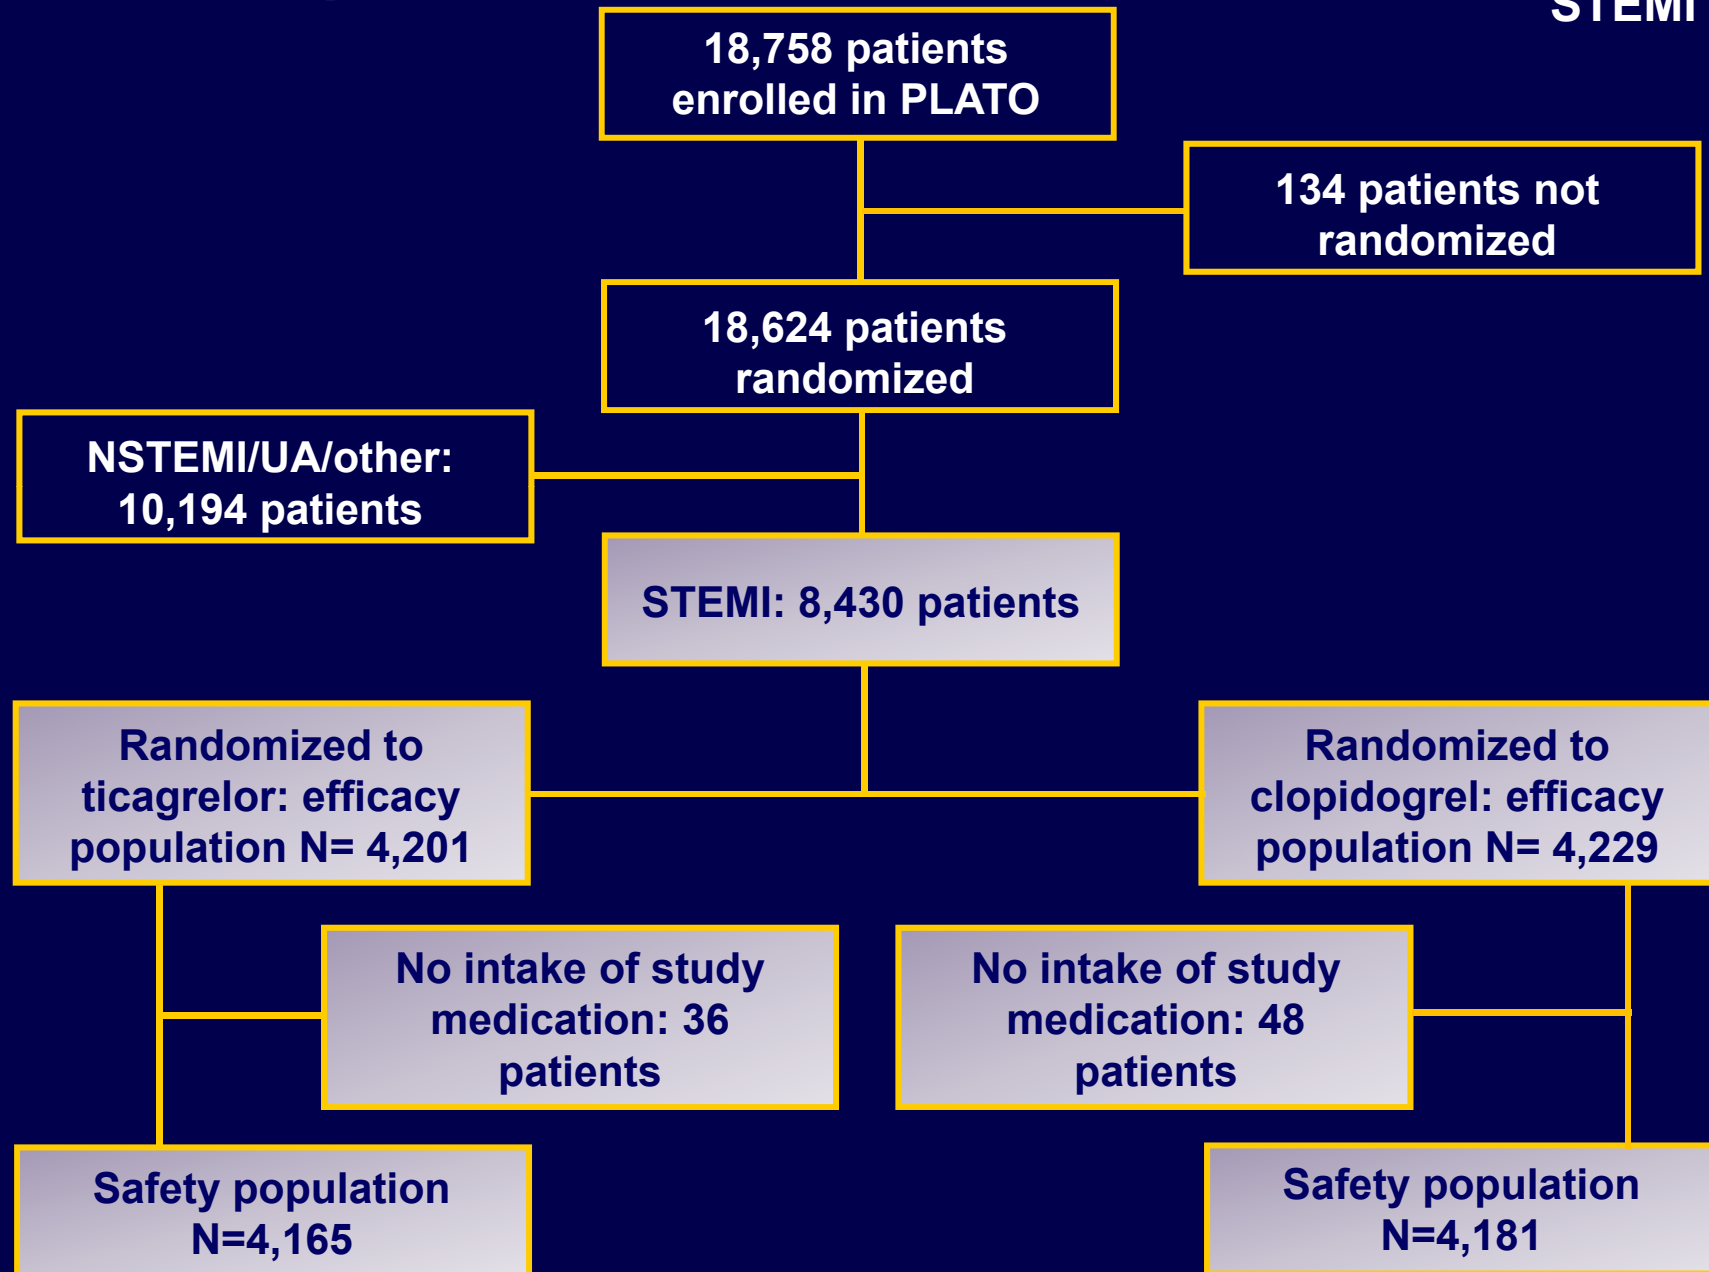 STEMI
18,758 patients
enrolled in PLATO
134 patients not
randomized
18,624 patients
randomized
NSTEMI/UA/other:
10,194 patients
STEMI: 8,430 patients
Randomized to
ticagrelor: efficacy
population N= 4,201
Randomized to
clopidogrel: efficacy
population N= 4,229
No intake of study
medication: 36
patients
No intake of study
medication: 48
patients
Safety population
N=4,165
Safety population
N=4,181